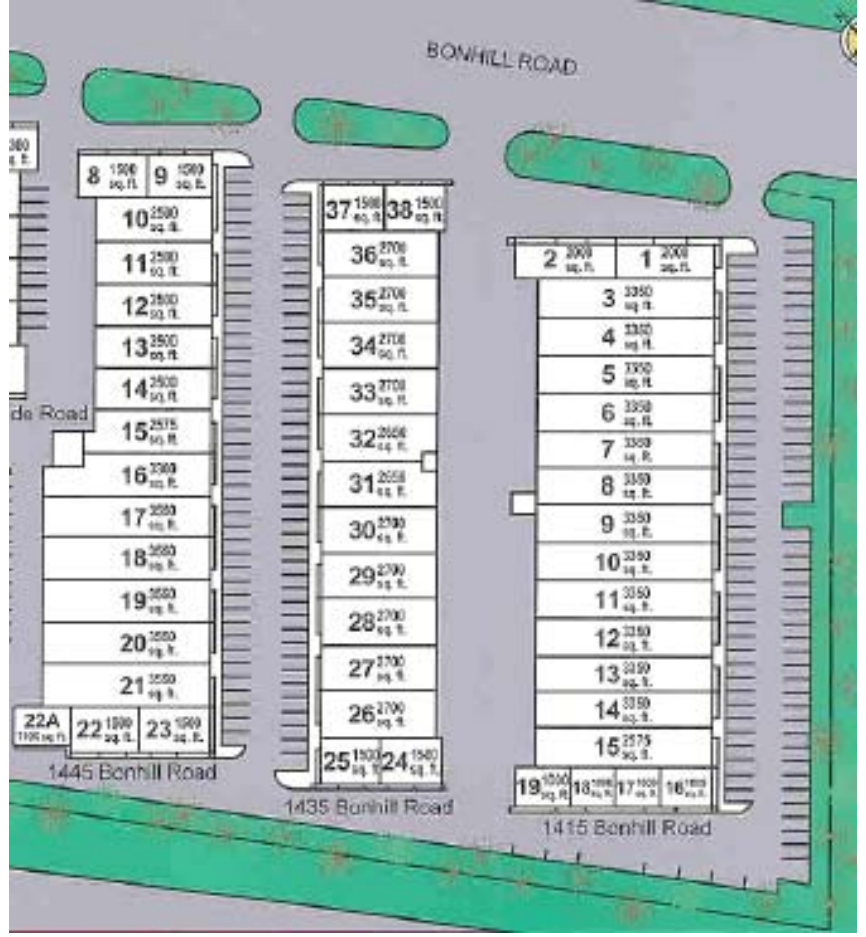 BONHILL ROAD
8 1500 sq. ft.
9 1500 sq. ft.
10 2500 sq. ft.
11 2500 sq. ft.
12 2500 sq. ft.
13 2500 sq. ft.
14 2500 sq. ft.
15 2575 sq. ft.
16 3300 sq. ft.
17 3550 sq. ft.
18 3550 sq. ft.
19 3550 sq. ft.
20 3550 sq. ft.
21 3550 sq. ft.
22A
22 1500 sq. ft.
23 1500 sq. ft.
1445 Bonhill Road
37 1500 sq. ft.
38 1500 sq. ft.
36 2700 sq. ft.
35 2700 sq. ft.
34 2700 sq. ft.
33 2700 sq. ft.
32 2650 sq. ft.
31 2650 sq. ft.
30 2700 sq. ft.
29 2700 sq. ft.
28 2700 sq. ft.
27 2700 sq. ft.
26 2700 sq. ft.
25 1500 sq. ft.
24 1500 sq. ft.
1435 Bonhill Road
2 2000 sq. ft.
1 2000 sq. ft.
3 3350 sq. ft.
4 3350 sq. ft.
5 3350 sq. ft.
6 3350 sq. ft.
7 3350 sq. ft.
8 3350 sq. ft.
9 3350 sq. ft.
10 3350 sq. ft.
11 3350 sq. ft.
12 3350 sq. ft.
13 3350 sq. ft.
14 3350 sq. ft.
15 2575 sq. ft.
19 1000 sq. ft.
18
17
16
1415 Bonhill Road
de Road